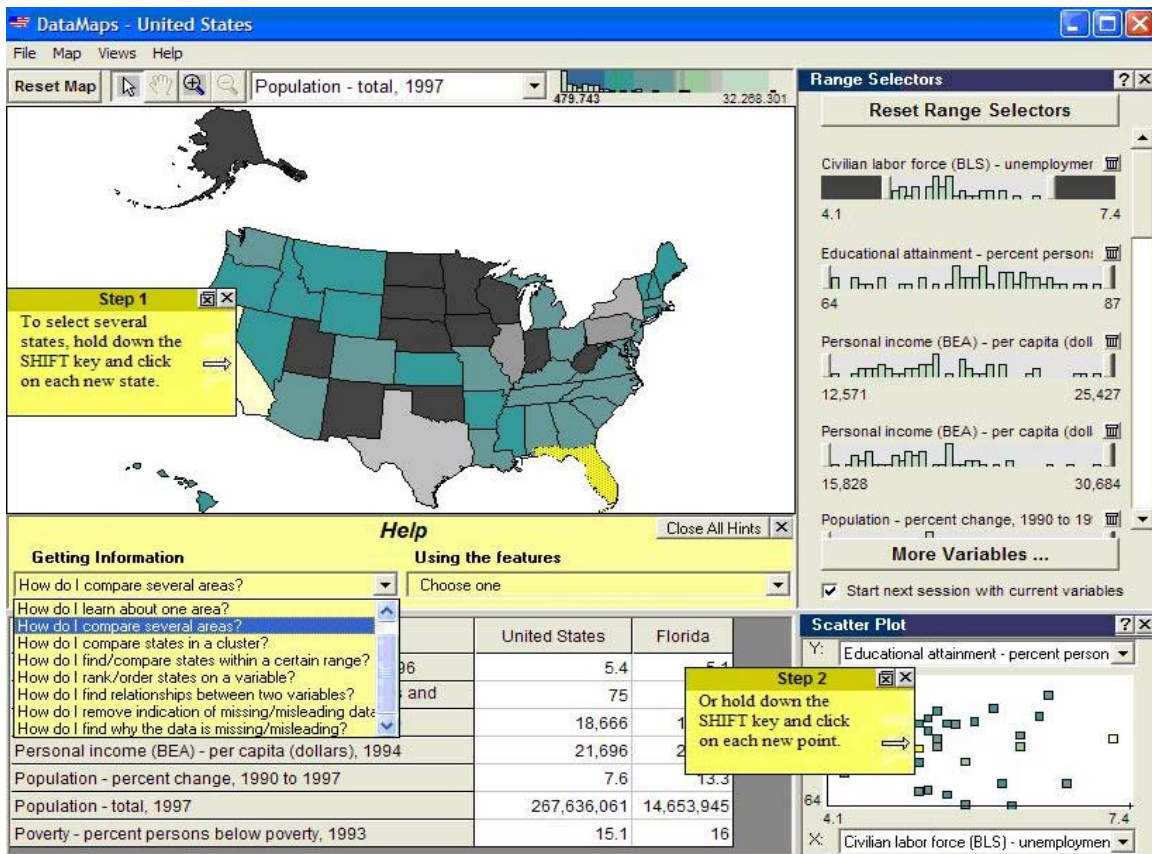 DataMaps - United States
File Map Views Help
Reset Map
Population - total, 1997
479.743 32.268.301
Step 1
To select several
states, hold down the
SHIFT key and click
on each new state.
Help
Close All Hints
Getting Information
Using the features
How do I compare several areas?
Choose one
How do I learn about one area?
How do I compare several areas?
How do I compare states in a cluster?
How do I find/compare states within a certain range?
How do I rank/order states on a variable?
How do I find relationships between two variables?
How do I remove indication of missing/misleading data
How do I find why the data is missing/misleading?
United States Florida
96 5.4 5.1
and 75
18,666 1
Personal income (BEA) - per capita (dollars), 1994 21,696 2
Population - percent change, 1990 to 1997 7.6 13.3
Population - total, 1997 267,636,061 14,653,945
Poverty - percent persons below poverty, 1993 15.1 16
Range Selectors ?
Reset Range Selectors
Civilian labor force (BLS) - unemploymer
4.1 7.4
Educational attainment - percent person:
64 87
Personal income (BEA) - per capita (doll
12,571 25,427
Personal income (BEA) - per capita (doll
15,828 30,684
Population - percent change, 1990 to 19
More Variables ...
Start next session with current variables
Scatter Plot ?
Y: Educational attainment - percent person
Step 2
Or hold down the
SHIFT key and click
on each new point.
64
4.1 7.4
X: Civilian labor force (BLS) - unemploymen